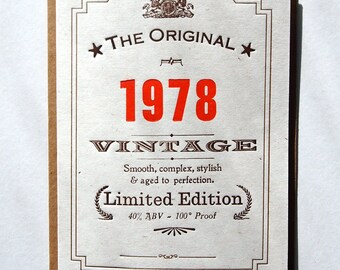 The Original
1978
VINTAGE
Smooth, complex, stylish
& aged to perfection.
Limited Edition
40% ABV - 100° Proof